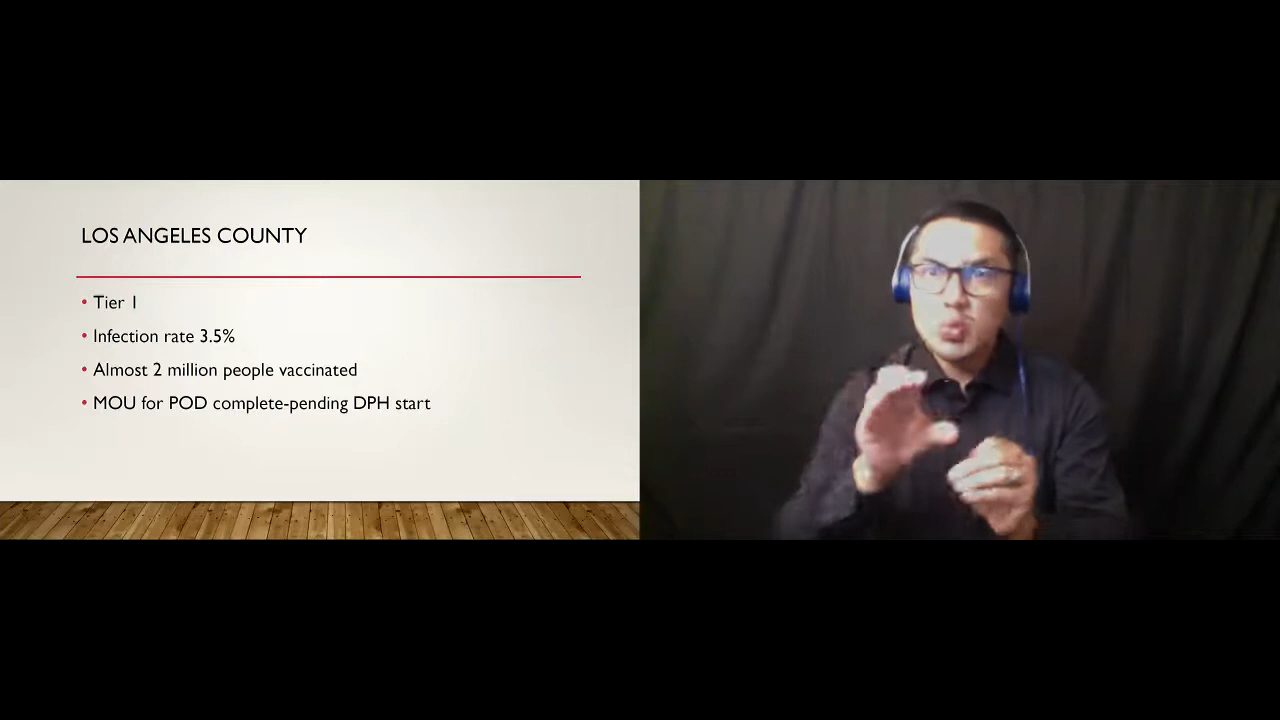 LOS ANGELES COUNTY
• Tier 1
• Infection rate 3.5%
• Almost 2 million people vaccinated
• MOU for POD complete-pending DPH start